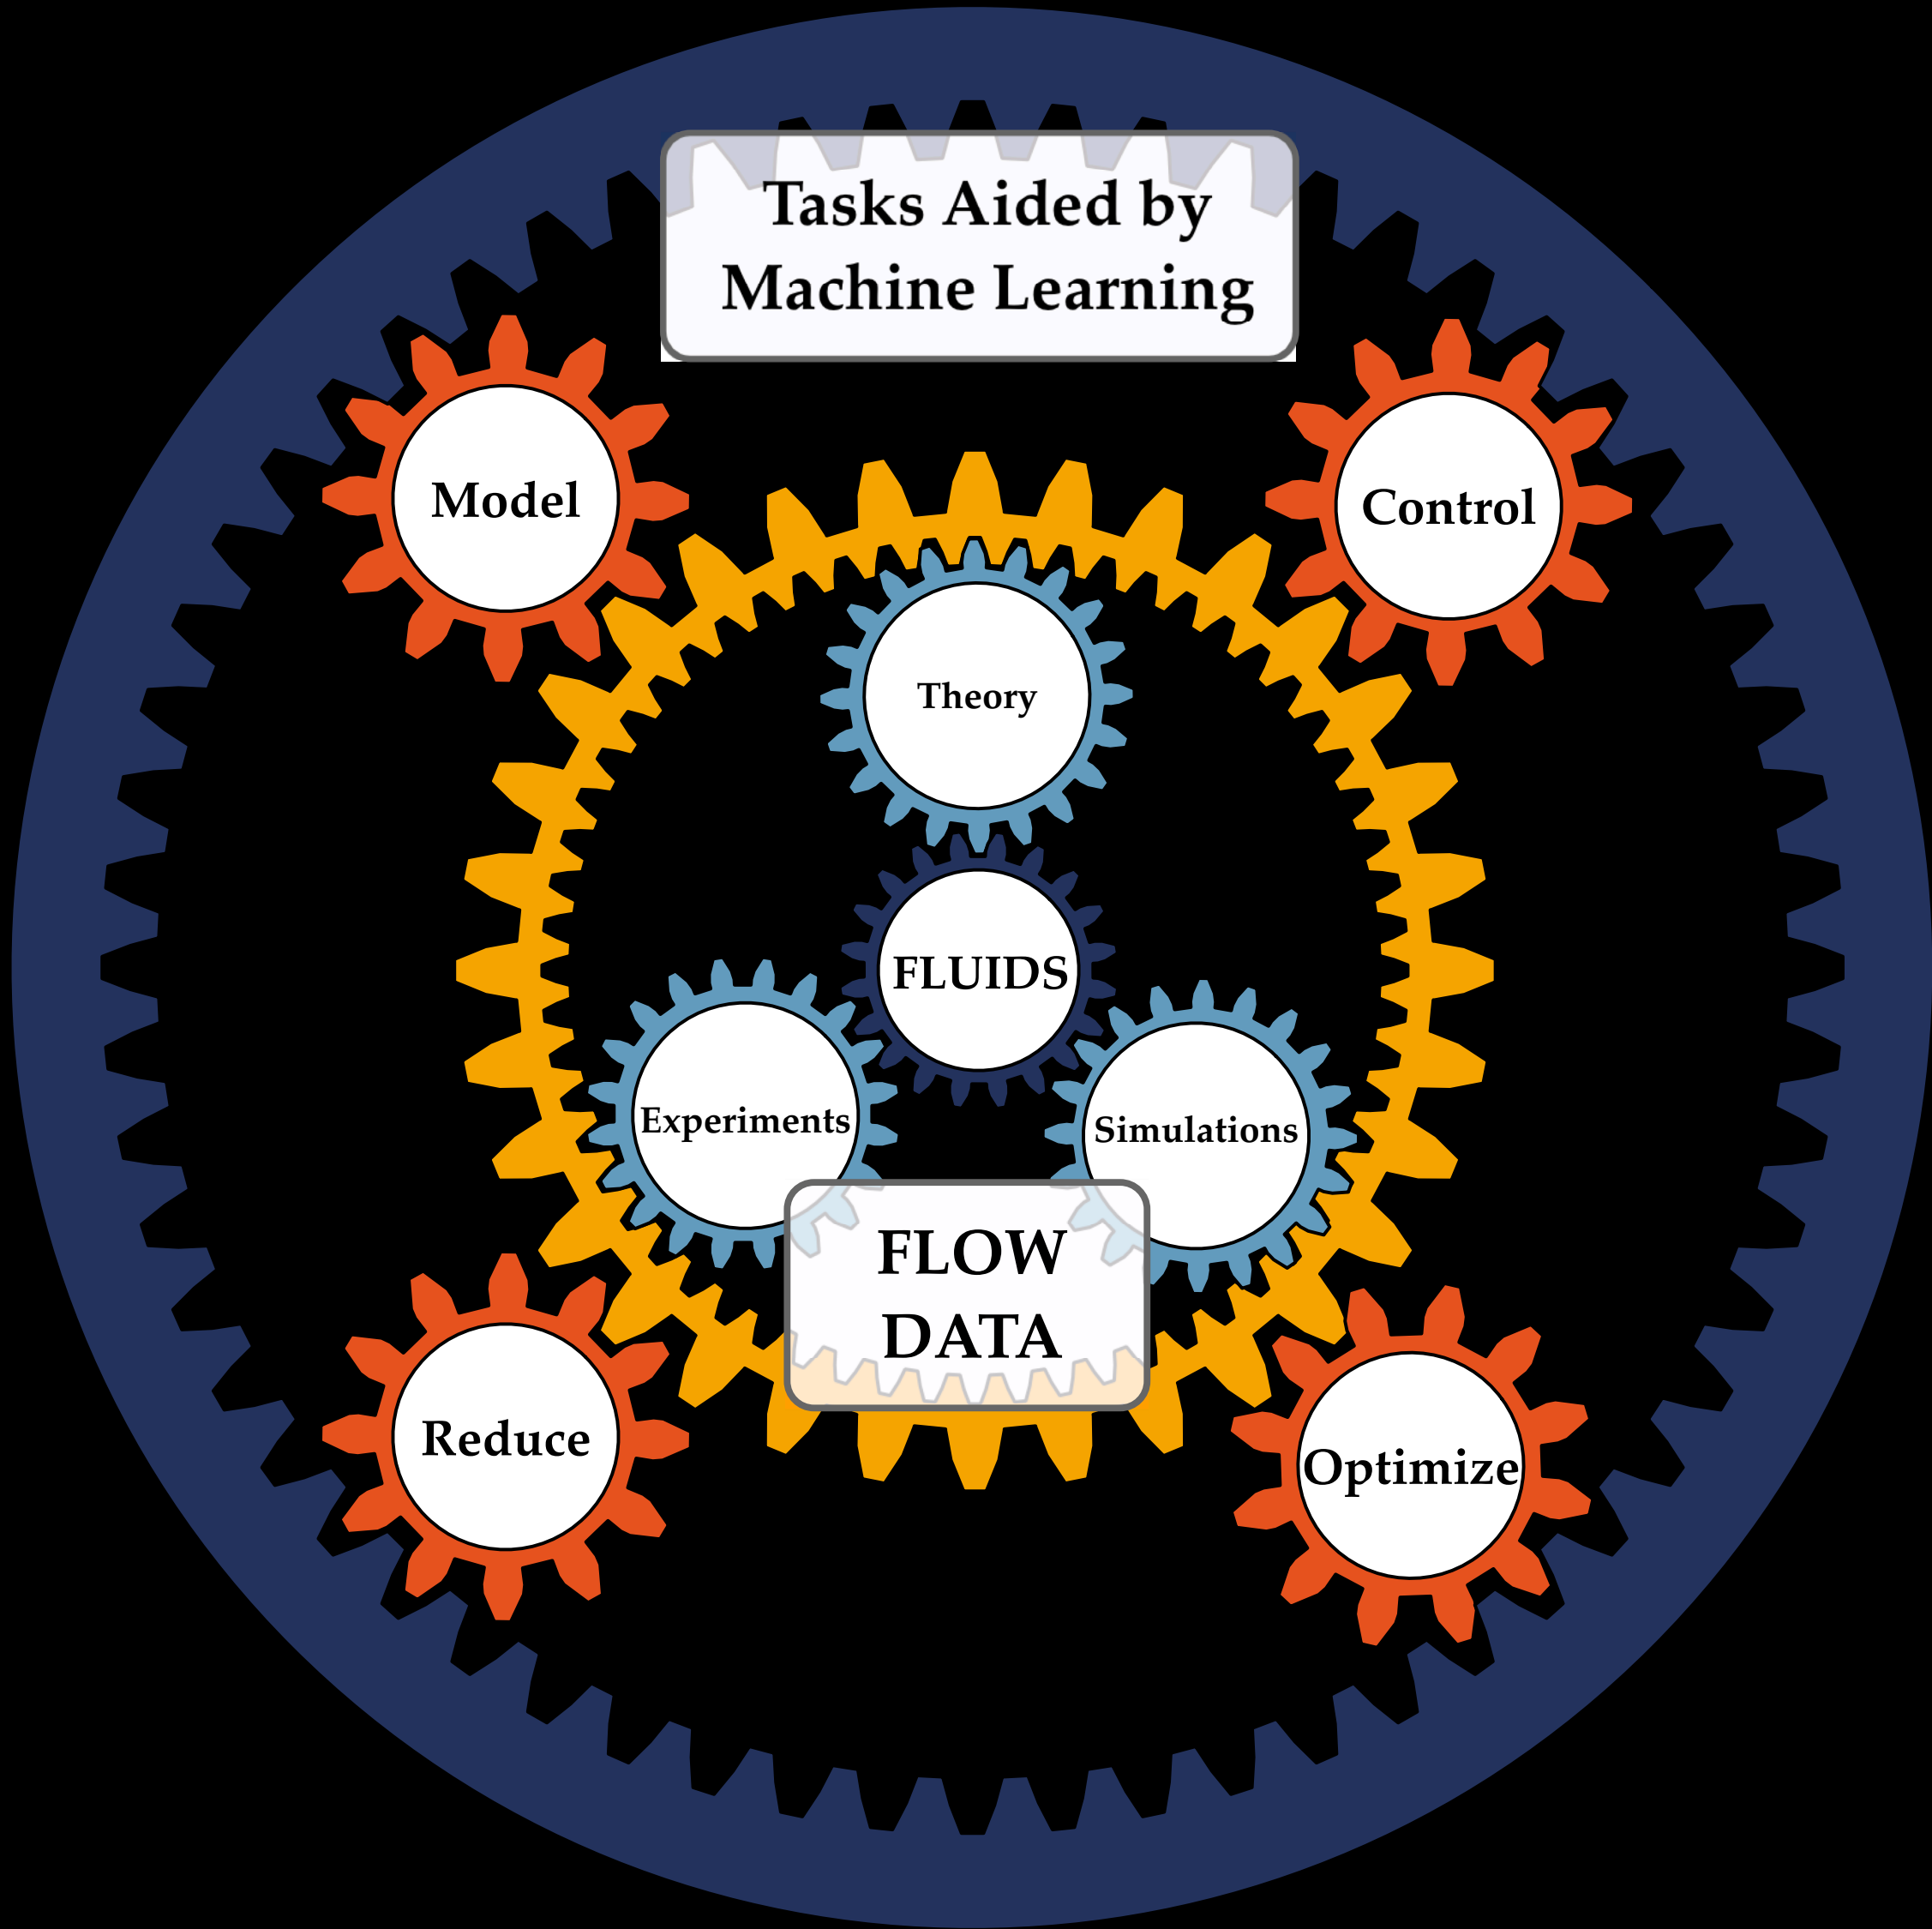 Tasks Aided by
Machine Learning
Model
Control
Theory
FLUIDS
Experiments
Simulations
FLOW
DATA
Reduce
Optimize